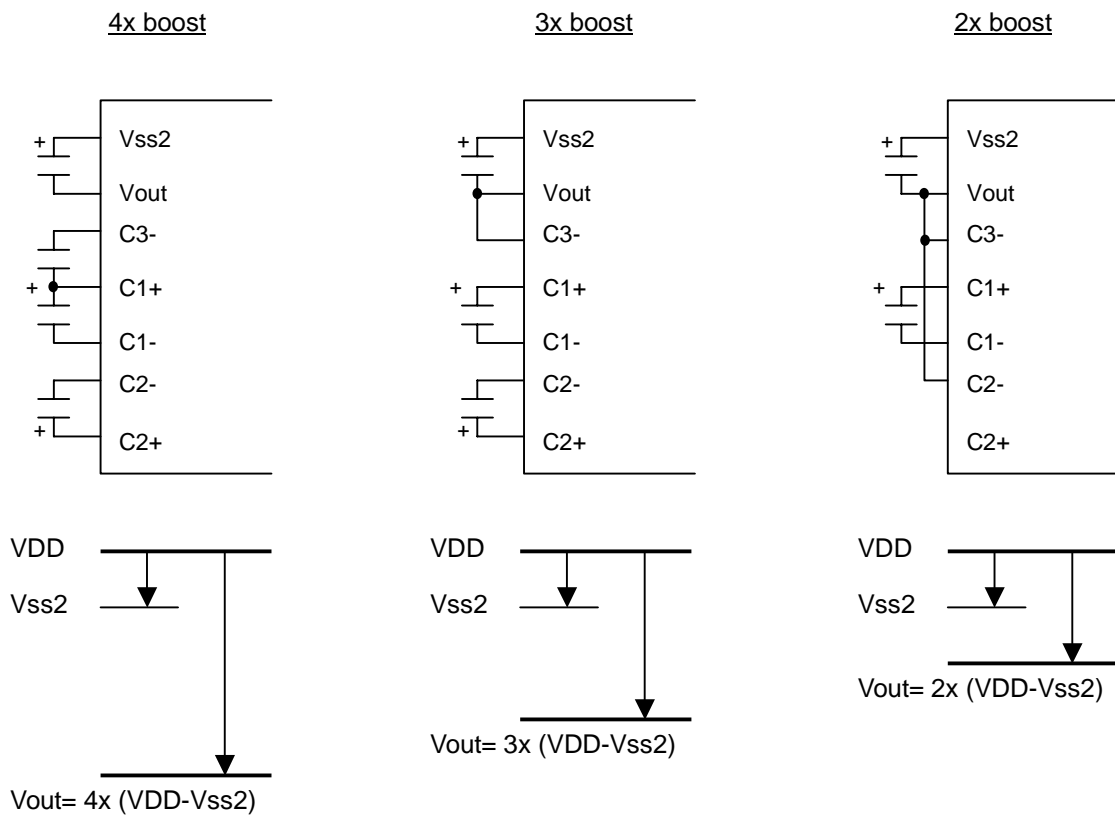 4x boost
3x boost
2x boost
+
Vss2
Vout
C3-
+
C1+
C1-
C2-
+
C2+
+
Vss2
Vout
C3-
+
C1+
C1-
C2-
+
C2+
+
Vss2
Vout
C3-
+
C1+
C1-
C2-
C2+
VDD
Vss2
Vout= 4x (VDD-Vss2)
VDD
Vss2
Vout= 3x (VDD-Vss2)
VDD
Vss2
Vout= 2x (VDD-Vss2)